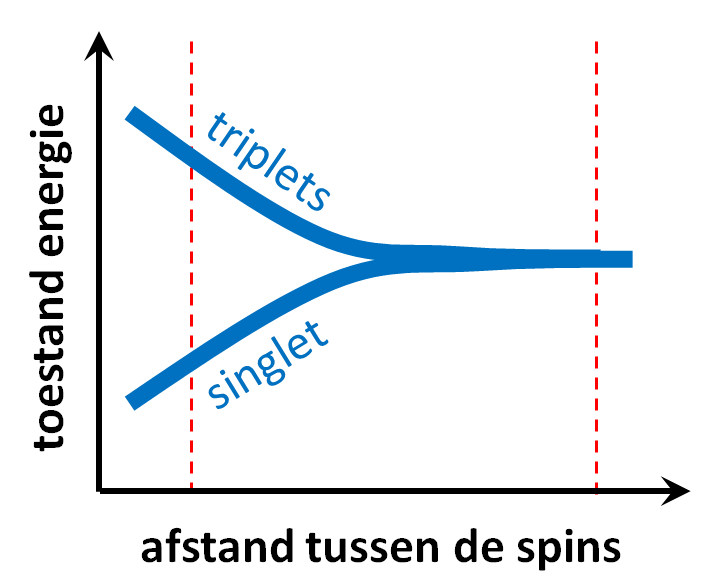 toestand energie
triplets
singlet
afstand tussen de spins